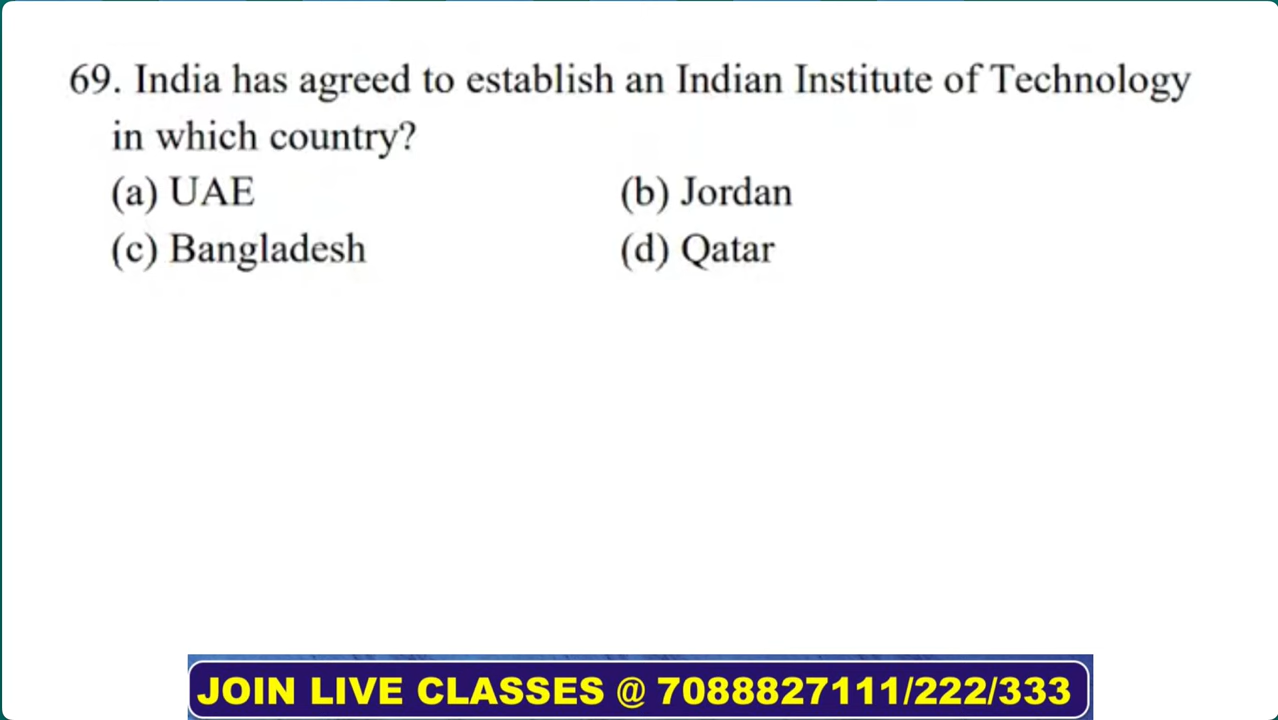 69. India has agreed to establish an Indian Institute of Technology
in which country?
(a) UAE (b) Jordan
(c) Bangladesh (d) Qatar
JOIN LIVE CLASSES @ 7088827111/222/333